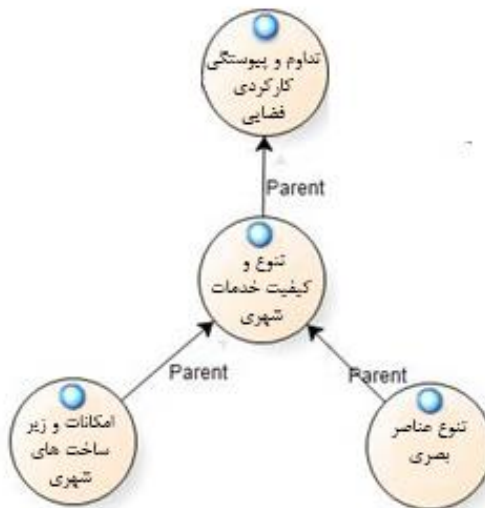 تداوم و پیوستگی
کارکردی
فضایی
Parent
تنوع و
کیفیت خدمات
شهری
Parent
Parent
امکانات و زیر
ساخت های
شهری
تنوع عناصر
بصری